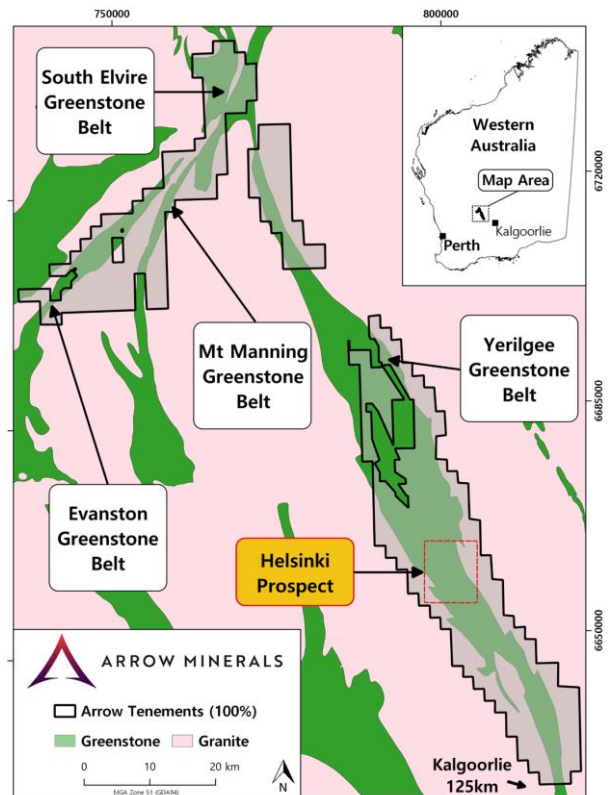 750000
800000
South Elvire
Greenstone
Belt
Western
Australia
Map Area
Kalgoorlie
Perth
6720000
Mt Manning
Greenstone
Belt
Yerilgee
Greenstone
Belt
6685000
Evanston
Greenstone
Belt
Helsinki
Prospect
6650000
ARROW MINERALS
Arrow Tenements (100%)
Greenstone
Granite
0
10
20 km
N
MGA Zone 51 (GDA94)
Kalgoorlie
125km